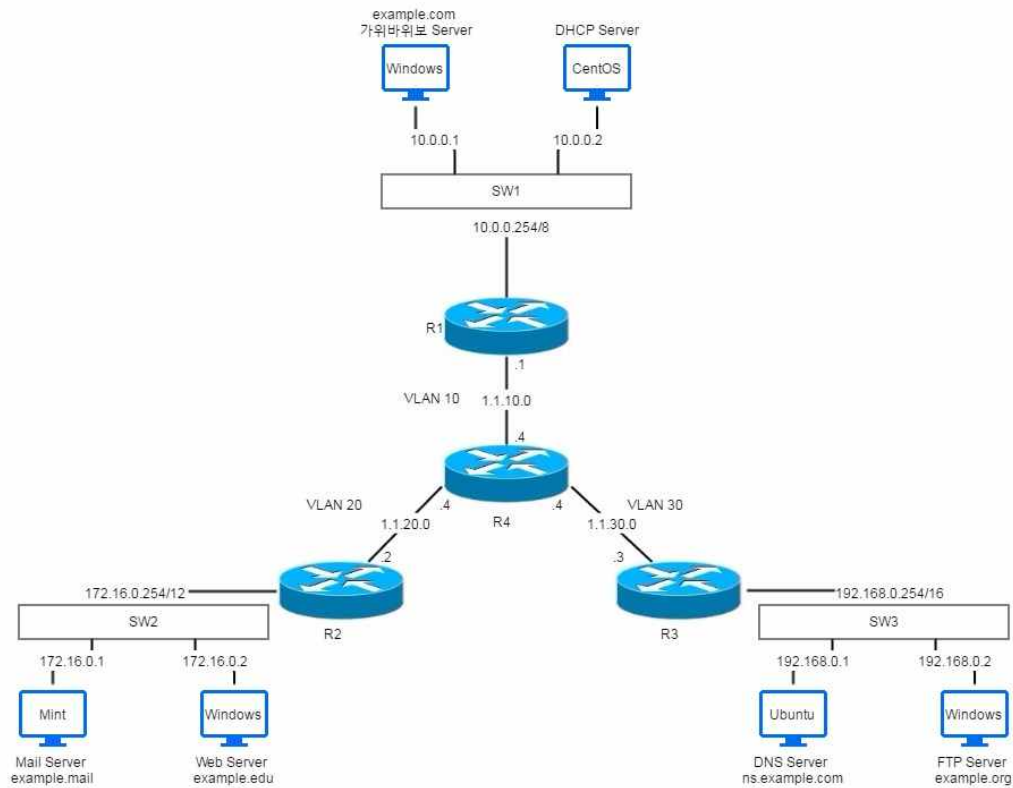 example.com
가위바위보 Server
DHCP Server
Windows
CentOS
10.0.0.1
10.0.0.2
SW1
10.0.0.254/8
R1
.1
VLAN 10
1.1.10.0
.4
VLAN 20
.4
.4
VLAN 30
R4
1.1.20.0
1.1.30.0
.2
.3
172.16.0.254/12
192.168.0.254/16
SW2
R2
R3
SW3
172.16.0.1
172.16.0.2
192.168.0.1
192.168.0.2
Mint
Windows
Ubuntu
Windows
Mail Server
example.mail
Web Server
example.edu
DNS Server
ns.example.com
FTP Server
example.org